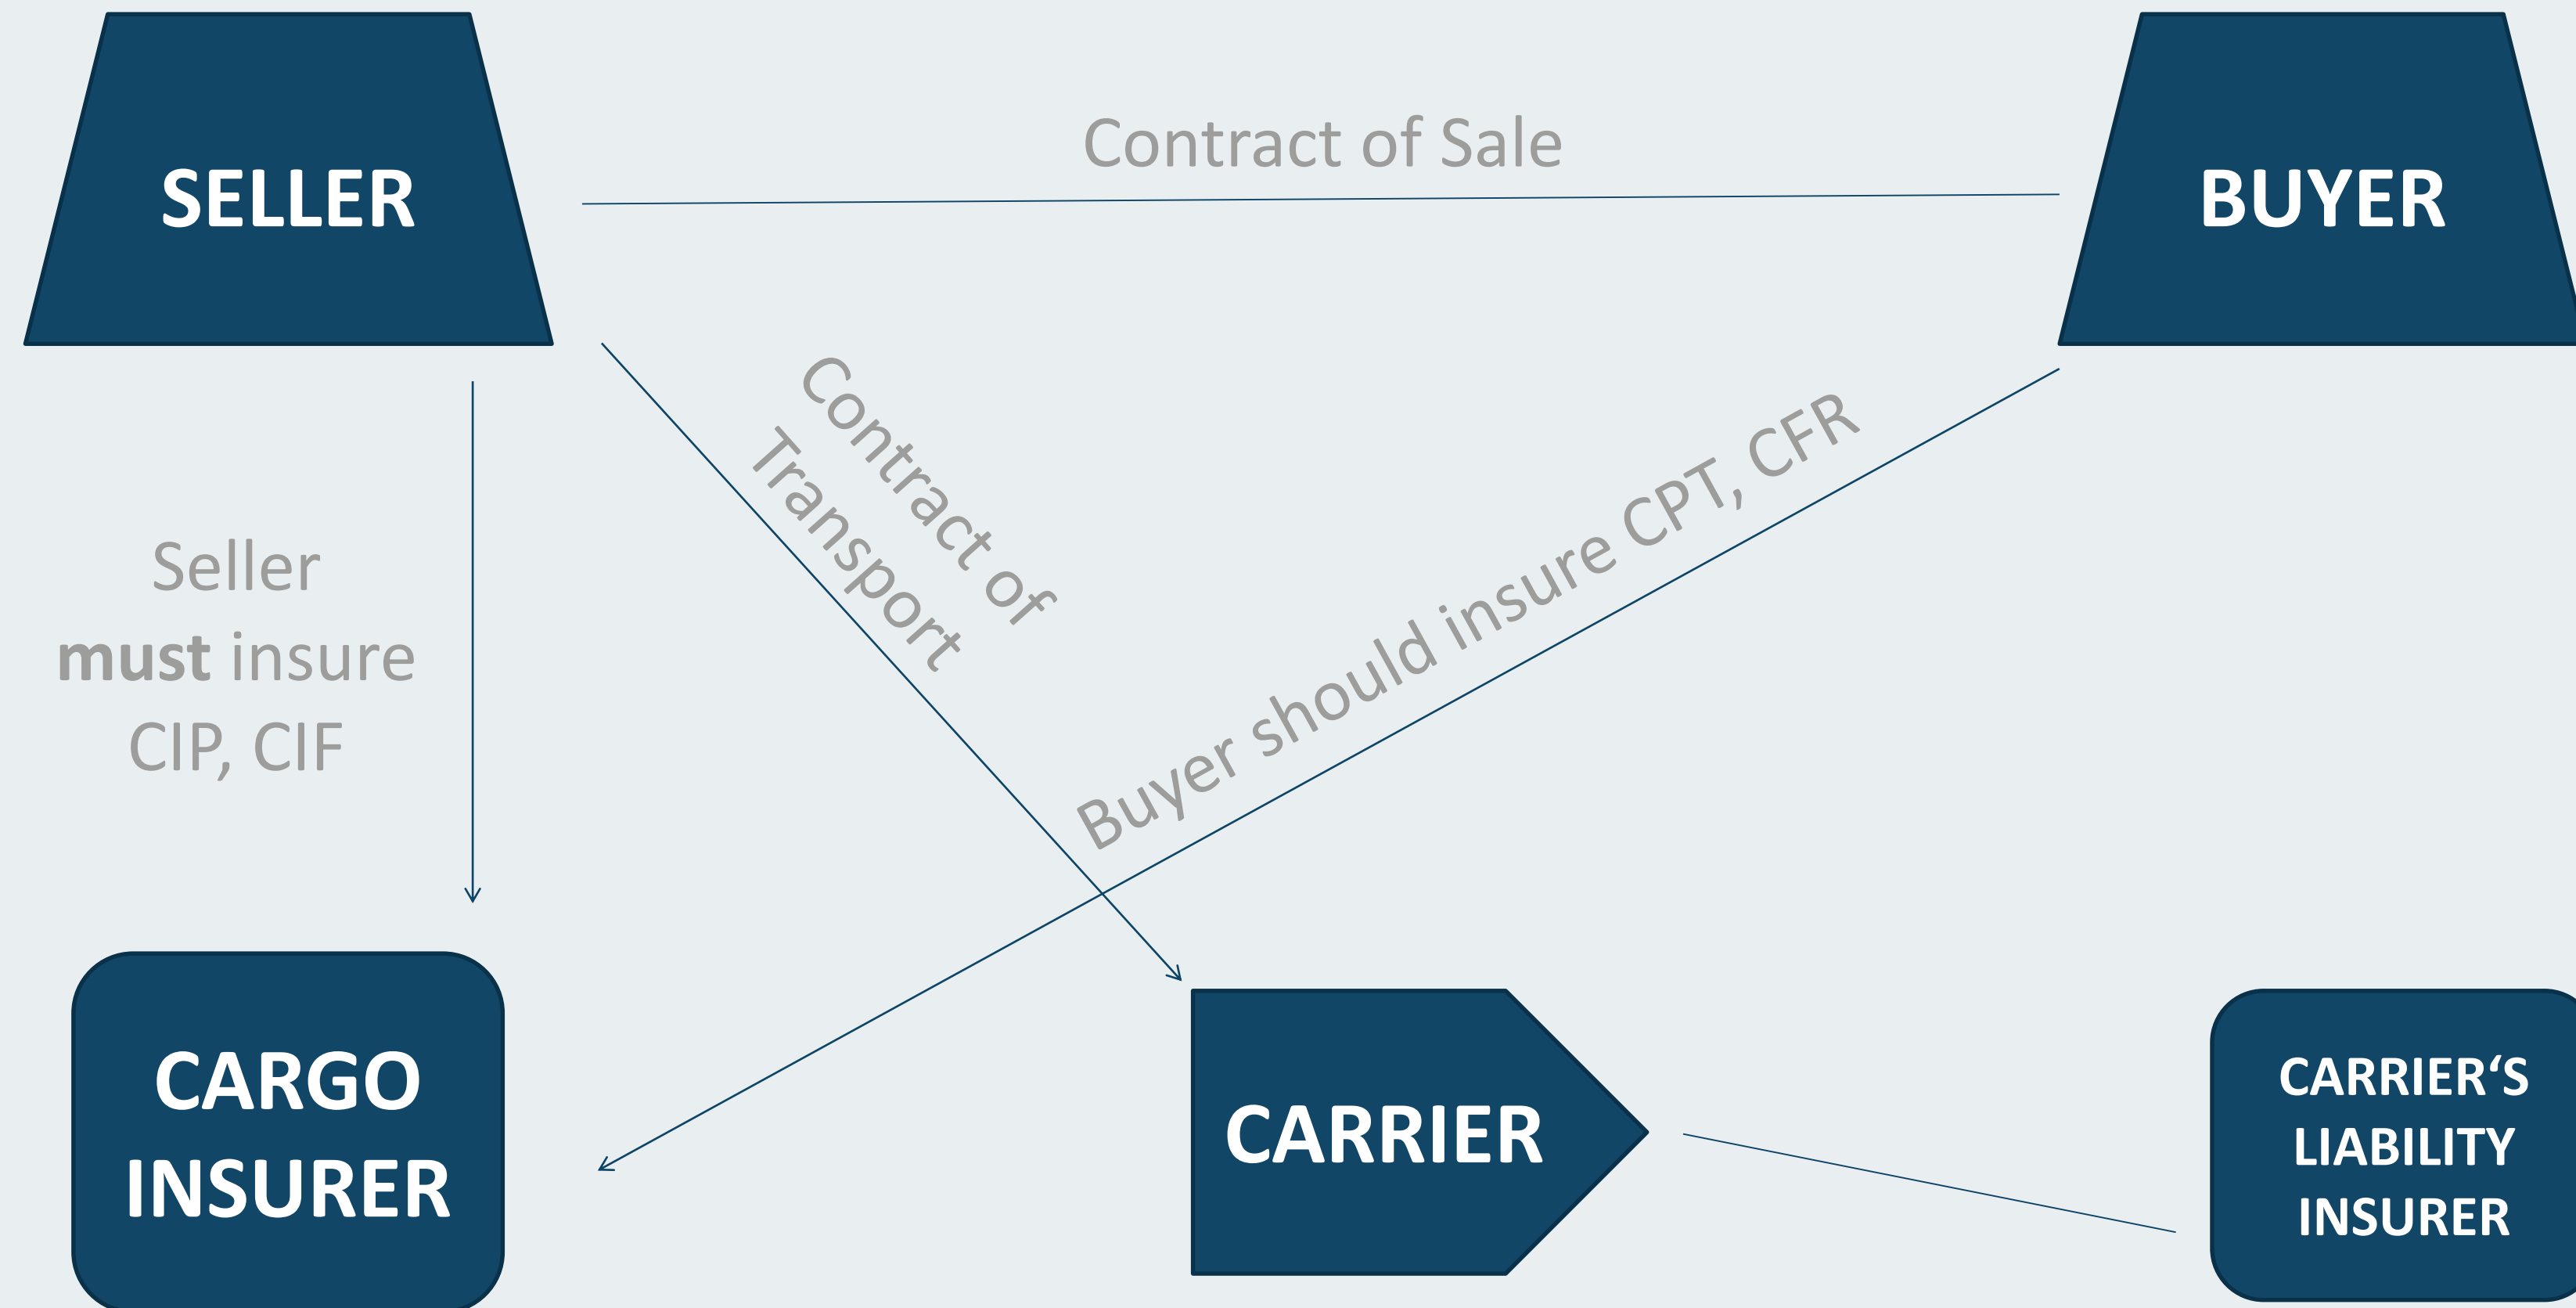 SELLER
Contract of Sale
BUYER
Contract of
Transport
Buyer should insure CPT, CFR
Seller
must insure
CIP, CIF
CARGO
INSURER
CARRIER
CARRIER‘S
LIABILITY
INSURER